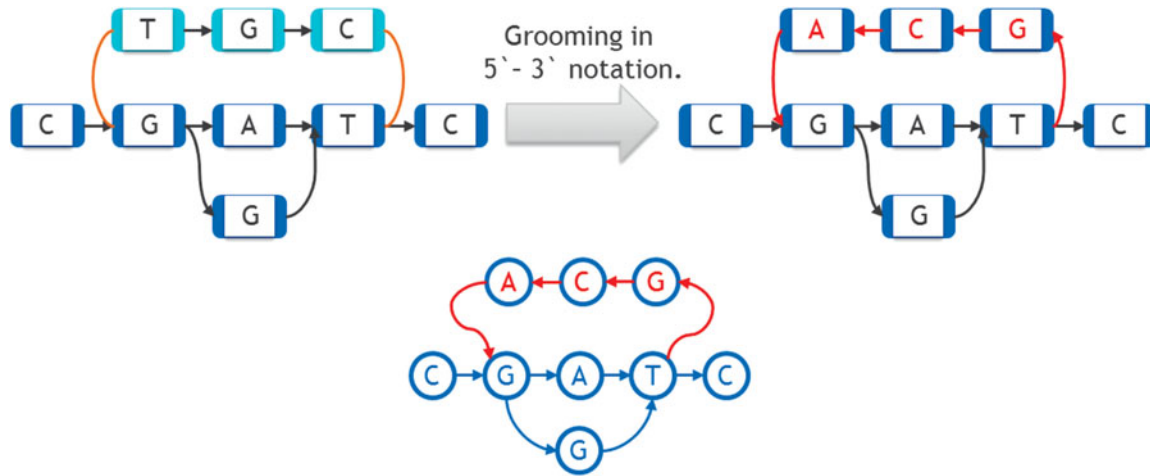 T G C
Grooming in
5`- 3` notation.
A C G
C G A T C
C G A T C
G
G
A C G
C G A T C
G